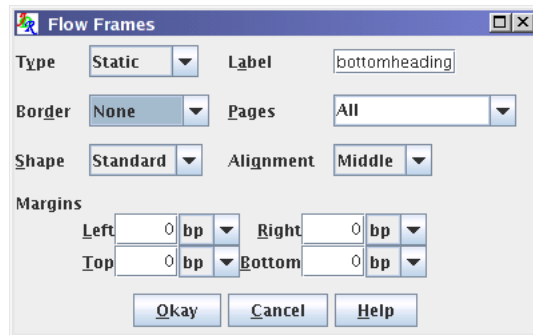 Flow Frames
Type Static Label bottomheading
Border None Pages All
Shape Standard Alignment Middle
Margins
Left 0 bp Right 0 bp
Top 0 bp Bottom 0 bp
Okay Cancel Help